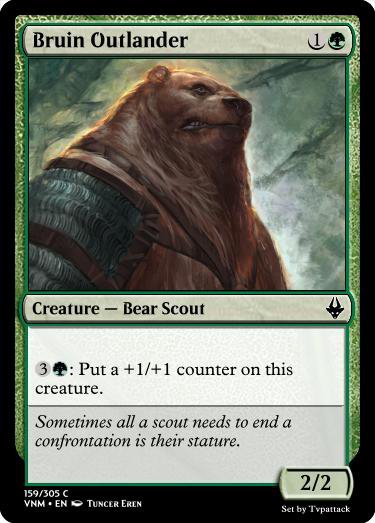 Bruin Outlander 1
Creature — Bear Scout
3: Put a +1/+1 counter on this
creature.
Sometimes all a scout needs to end a
confrontation is their stature.
2/2
159/305 C
VNM • EN Tuncer Eren
Set by Tvpattack